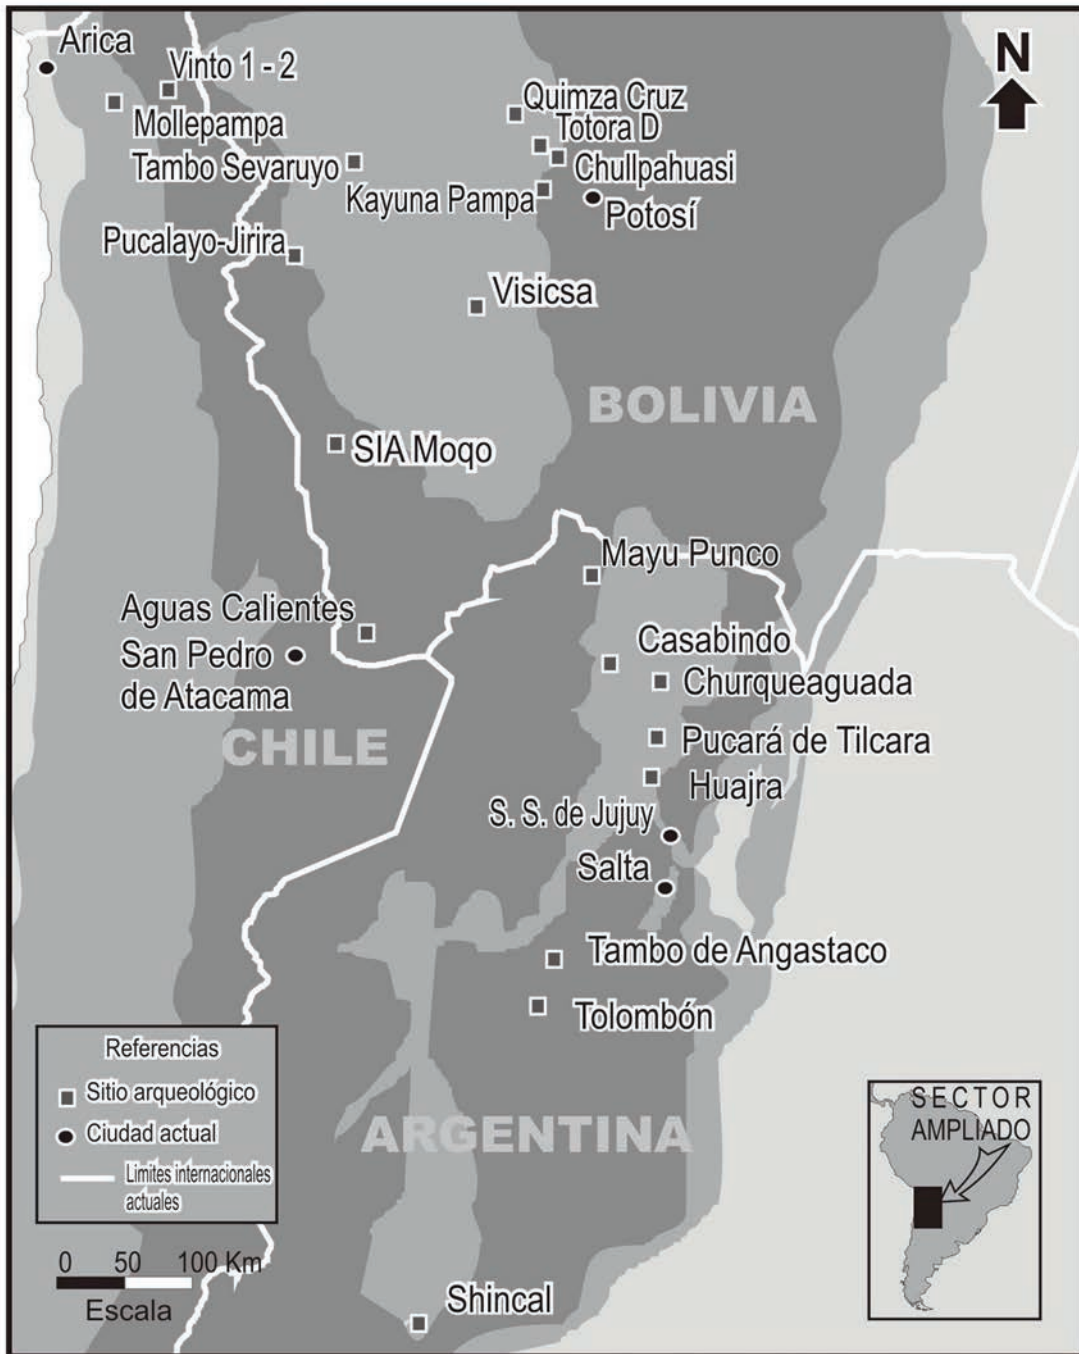 Arica
N
Vinto 1 - 2
Quimza Cruz
Mollepampa
Totora D
Tambo Sevaruyo
Chullpahuasi
Kayuna Pampa
Potosí
Pucalayo-Jirira
Visicsa
BOLIVIA
SIA Moqo
Mayu Punco
Aguas Calientes
San Pedro
de Atacama
Casabindo
Churqueaguada
CHILE
Pucará de Tilcara
Huajra
S. S. de Jujuy
Salta
Tambo de Angastaco
Tolombón
Referencias
Sitio arqueológico
Ciudad actual
Limites internacionales
actuales
ARGENTINA
SECTOR
AMPLIADO
0 50 100 Km
Escala
Shincal